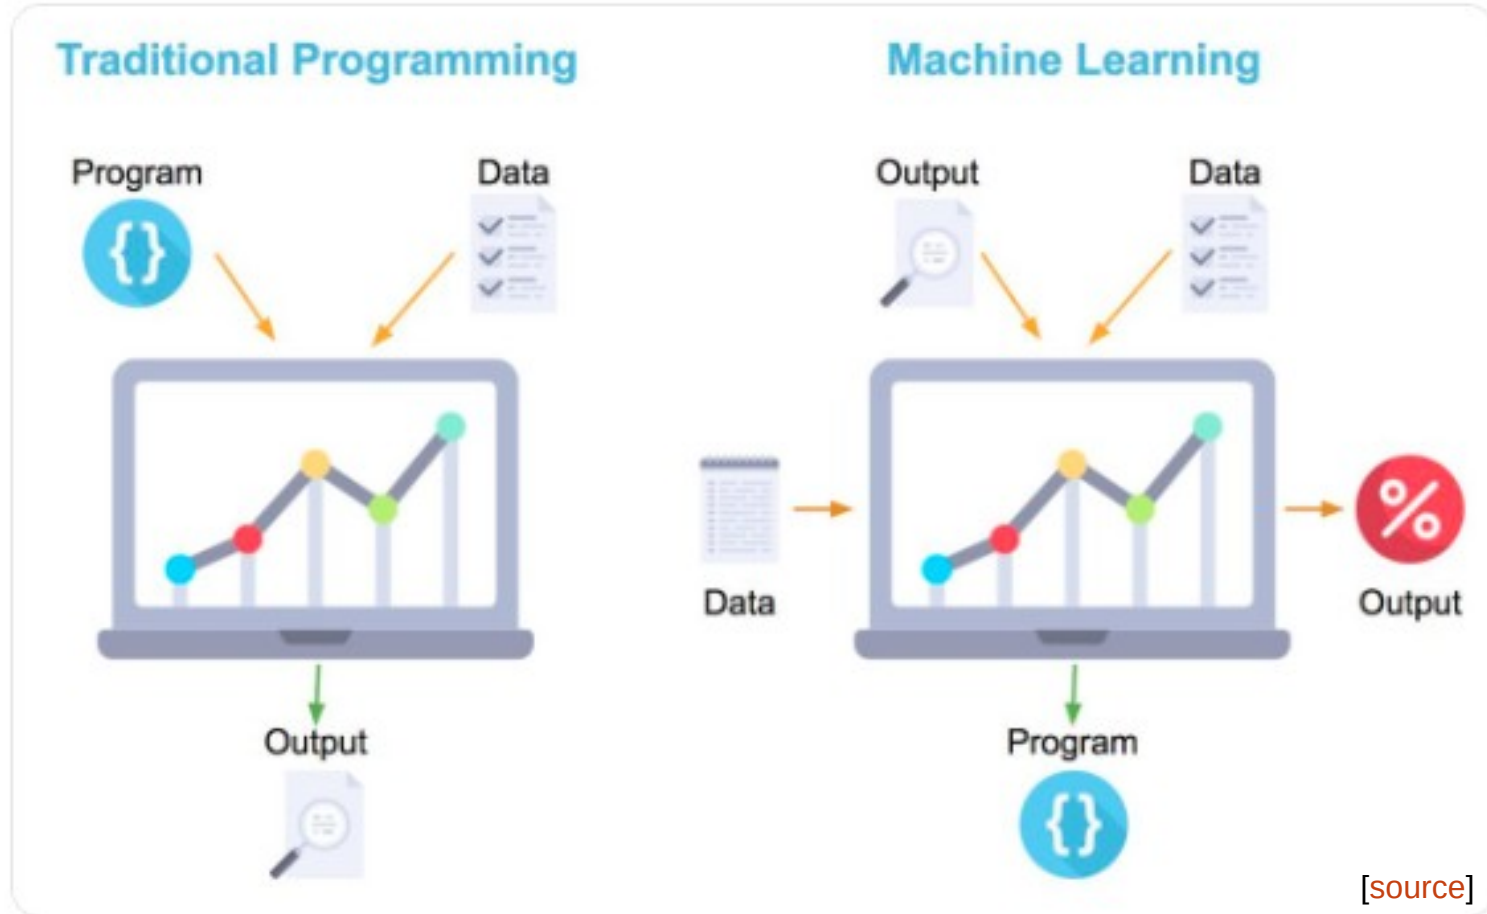 Traditional Programming
Machine Learning
Program
Data
Output
Data
Data
Output
Output
Program
[source]